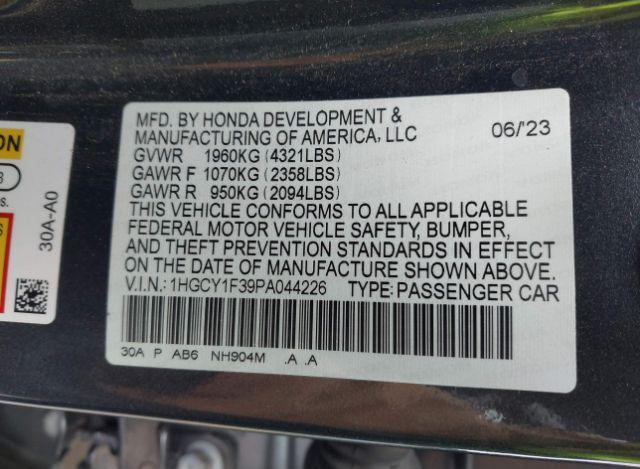 MFD. BY HONDA DEVELOPMENT &
MANUFACTURING OF AMERICA, LLC 06/'23
GVWR 1960KG (4321LBS)
GAWR F 1070KG (2358LBS)
GAWR R 950KG (2094LBS)
THIS VEHICLE CONFORMS TO ALL APPLICABLE
FEDERAL MOTOR VEHICLE SAFETY, BUMPER,
AND THEFT PREVENTION STANDARDS IN EFFECT
ON THE DATE OF MANUFACTURE SHOWN ABOVE.
V.I.N.:1HGCY1F39PA044226 TYPE:PASSENGER CAR
30A P AB6 NH904M .A .A
30A-A0